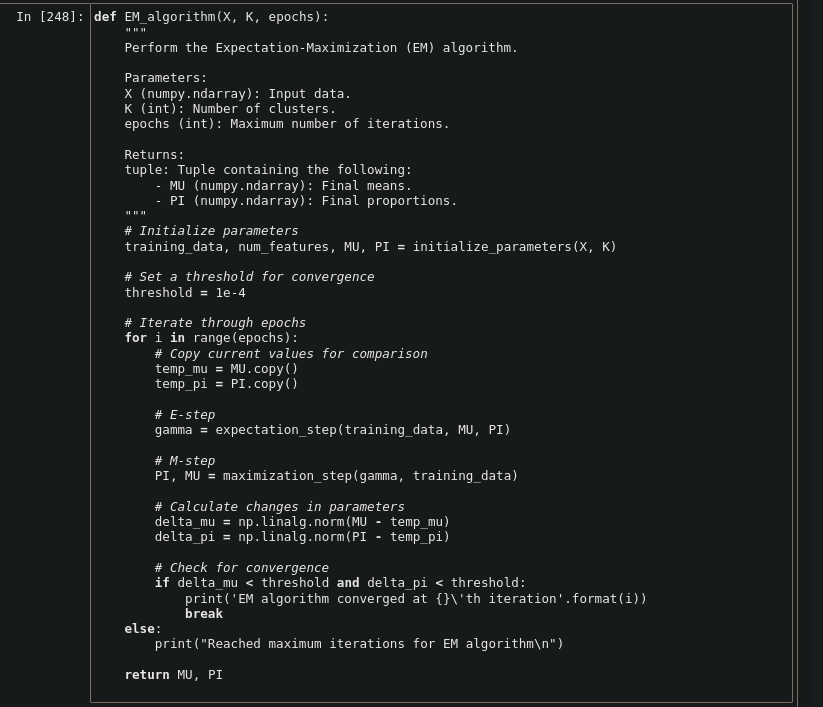 In [248]: def EM_algorithm(X, K, epochs):
    """
    Perform the Expectation-Maximization (EM) algorithm.

    Parameters:
    X (numpy.ndarray): Input data.
    K (int): Number of clusters.
    epochs (int): Maximum number of iterations.

    Returns:
    tuple: Tuple containing the following:
        - MU (numpy.ndarray): Final means.
        - PI (numpy.ndarray): Final proportions.
    """
    # Initialize parameters
    training_data, num_features, MU, PI = initialize_parameters(X, K)

    # Set a threshold for convergence
    threshold = 1e-4

    # Iterate through epochs
    for i in range(epochs):
        # Copy current values for comparison
        temp_mu = MU.copy()
        temp_pi = PI.copy()

        # E-step
        gamma = expectation_step(training_data, MU, PI)

        # M-step
        PI, MU = maximization_step(gamma, training_data)

        # Calculate changes in parameters
        delta_mu = np.linalg.norm(MU - temp_mu)
        delta_pi = np.linalg.norm(PI - temp_pi)

        # Check for convergence
        if delta_mu < threshold and delta_pi < threshold:
            print('EM algorithm converged at {}\'th iteration'.format(i))
            break
    else:
        print("Reached maximum iterations for EM algorithm\n")

    return MU, PI